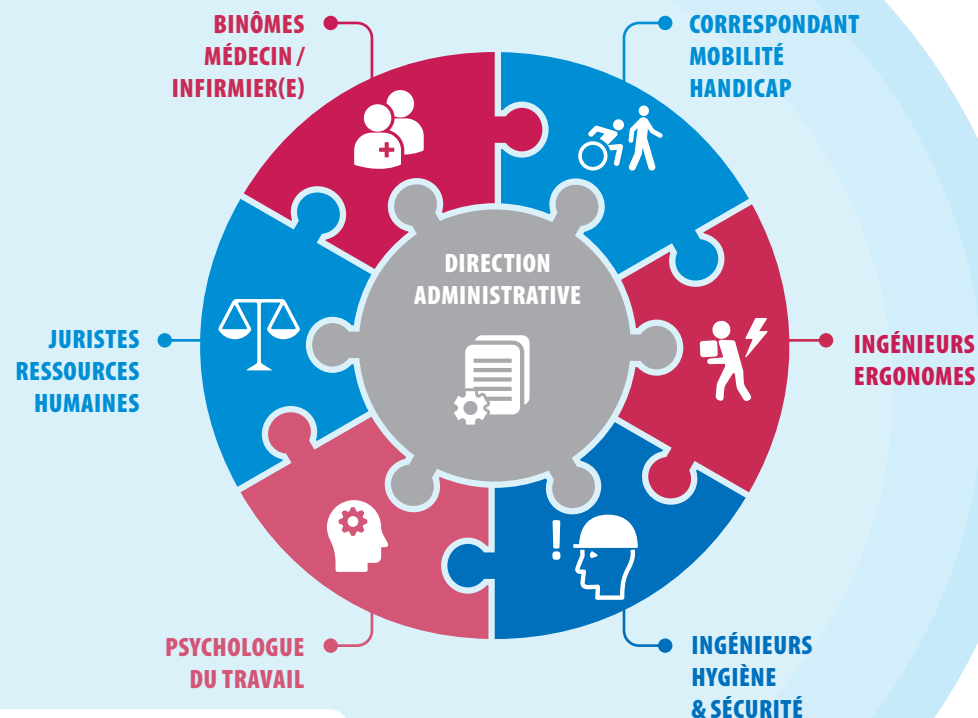 BINÔMES
MÉDECIN /
INFIRMIER(E)
CORRESPONDANT
MOBILITÉ
HANDICAP
DIRECTION
ADMINISTRATIVE
JURISTES
RESSOURCES
HUMAINES
INGÉNIEURS
ERGONOMES
!
PSYCHOLOGUE
DU TRAVAIL
INGÉNIEURS
HYGIÈNE
& SÉCURITÉ